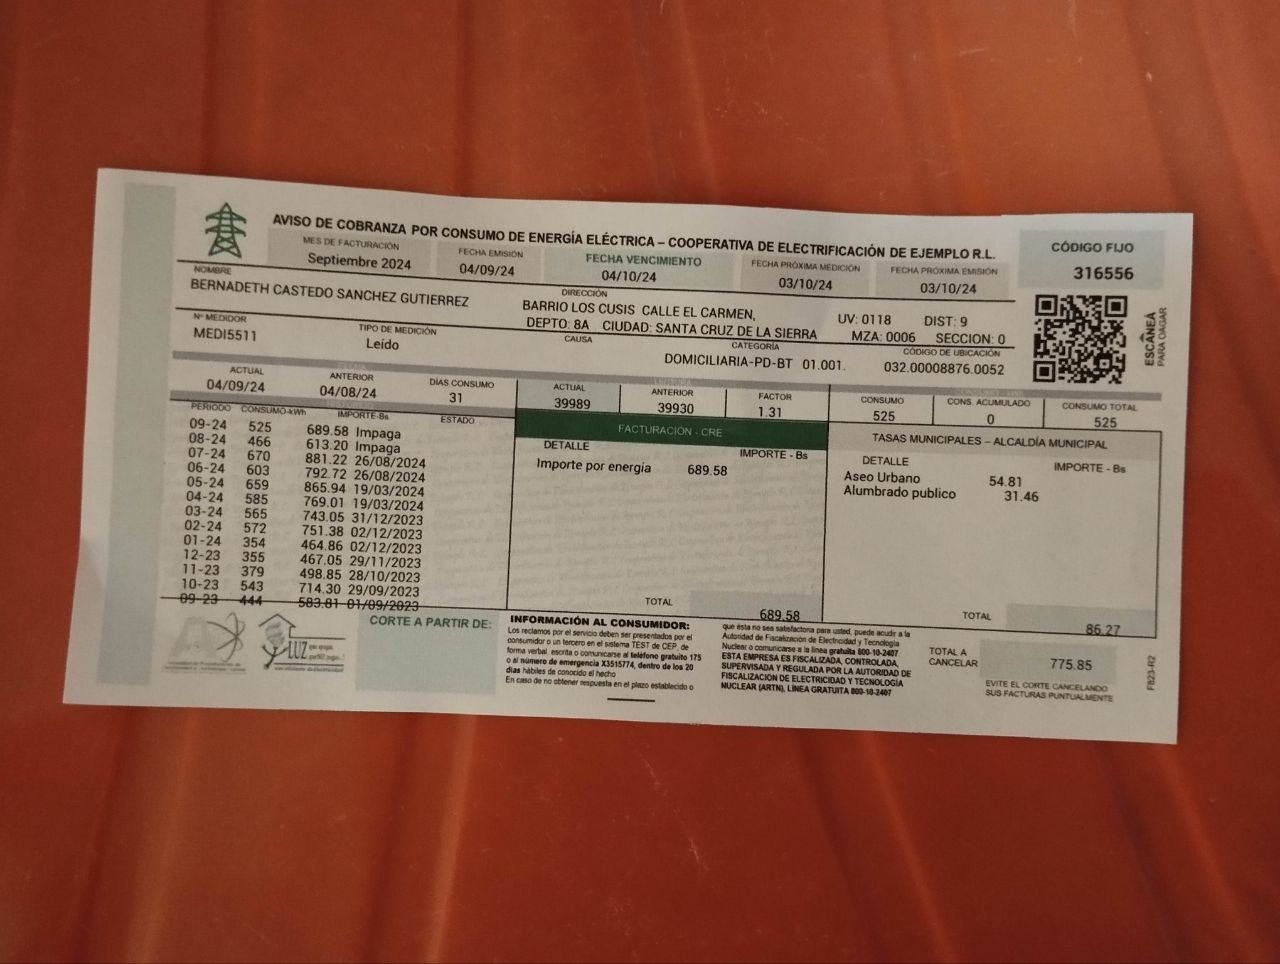 AVISO DE COBRANZA POR CONSUMO DE ENERGÍA ELÉCTRICA – COOPERATIVA DE ELECTRIFICACIÓN DE EJEMPLO R.L.
MES DE FACTURACIÓN FECHA EMISIÓN FECHA VENCIMIENTO FECHA PRÓXIMA MEDICIÓN FECHA PRÓXIMA EMISIÓN CÓDIGO FIJO
Septiembre 2024 04/09/24 04/10/24 03/10/24 03/10/24 316556
NOMBRE DIRECCIÓN
BERNADETH CASTEDO SANCHEZ GUTIERREZ BARRIO LOS CUSIS CALLE EL CARMEN, UV: 0118 DIST: 9
DEPTO: 8A CIUDAD: SANTA CRUZ DE LA SIERRA MZA: 0006 SECCION: 0
ESCÁNEA
PARA
Nº MEDIDOR TIPO DE MEDICIÓN CAUSA CATEGORÍA CÓDIGO DE UBICACIÓN
MEDI5511 Leído DOMICILIARIA-PD-BT 01.001. 032.00008876.0052
ACTUAL ANTERIOR DÍAS CONSUMO ACTUAL ANTERIOR FACTOR CONSUMO CONS. ACUMULADO CONSUMO TOTAL
04/09/24 04/08/24 31 39989 39930 1.31 525 0 525
PERIODO CONSUMO-kWh IMPORTE-Bs ESTADO
09-24 525 689.58 Impaga
08-24 466 613.20 Impaga
07-24 670 881.22 26/08/2024
06-24 603 792.72 26/08/2024
05-24 659 865.94 19/03/2024
04-24 585 769.01 19/03/2024
03-24 565 743.05 31/12/2023
02-24 572 751.38 02/12/2023
01-24 354 464.86 02/12/2023
12-23 355 467.05 29/11/2023
11-23 379 498.85 28/10/2023
10-23 543 714.30 29/09/2023
09-23 444 583.81 01/09/2023
FACTURACIÓN - CRE
DETALLE IMPORTE - Bs
Importe por energía 689.58
TOTAL 689.58
TASAS MUNICIPALES – ALCALDÍA MUNICIPAL
DETALLE IMPORTE - Bs
Aseo Urbano 54.81
Alumbrado publico 31.46
TOTAL 86.27
LUZ
CORTE A PARTIR DE:
INFORMACIÓN AL CONSUMIDOR:
Los reclamos por el servicio deben ser presentados por el
consumidor o un tercero en el sistema TEST de CEP, de
forma verbal, escrita o comunicarse al teléfono gratuito 175
o al número de emergencia X3515774, dentro de los 20
días hábiles de conocido el hecho
En caso de no obtener respuesta en el plazo establecido o
que ésta no sea satisfactoria para usted, puede acudir a la
Autoridad de Fiscalización de Electricidad y Tecnología
Nuclear o comunicarse a la línea gratuita 800-10-2407
ESTA EMPRESA ES FISCALIZADA, CONTROLADA,
SUPERVISADA Y REGULADA POR LA AUTORIDAD DE
FISCALIZACIÓN DE ELECTRICIDAD Y TECNOLOGÍA
NUCLEAR (ARTN), LÍNEA GRATUITA 800-10-2407
TOTAL A
CANCELAR 775.85
EVITE EL CORTE CANCELANDO
SUS FACTURAS PUNTUALMENTE
F823-R2